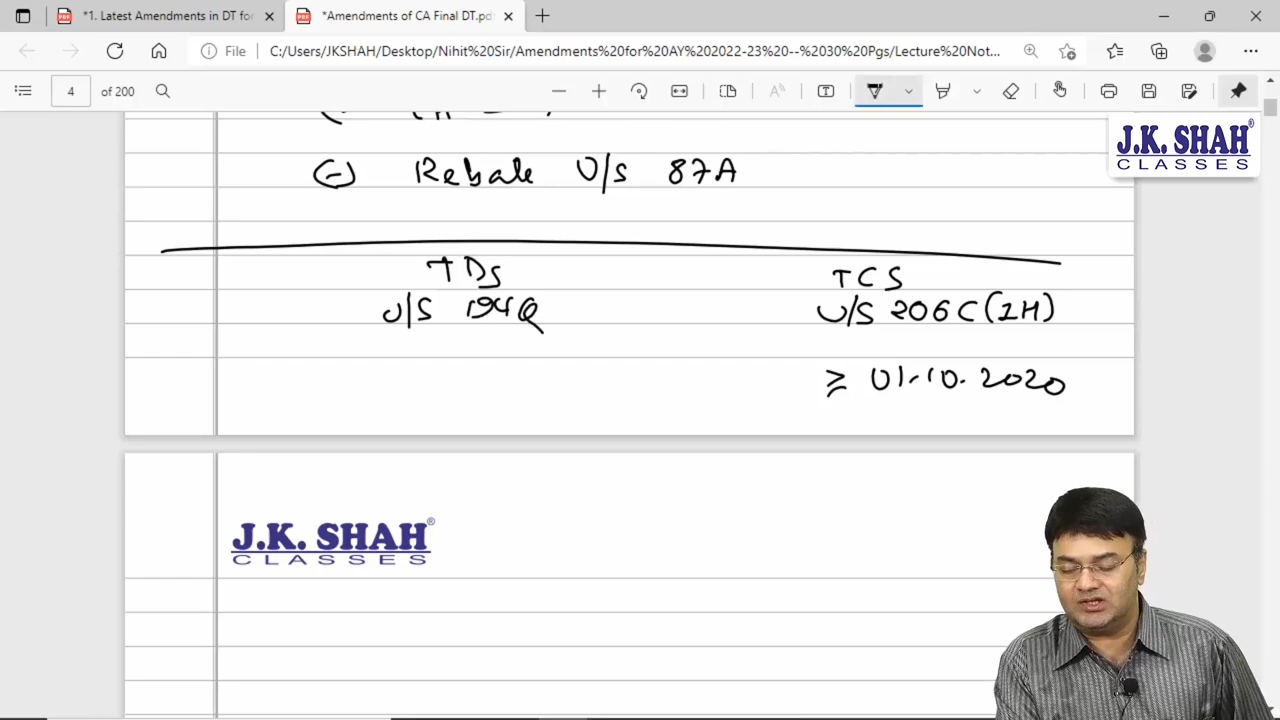 *1. Latest Amendments in DT for
*Amendments of CA Final DT.pdf
File
C:/Users/JKSHAH/Desktop/Nihit%20Sir/Amendments%20for%20AY%202022-23%20--%2030%20Pgs/Lecture%20Not...
4 of 200
J.K. SHAH®
CLASSES
(-) Rebate U/s 87A
TDS
TCS
U/S 194Q
U/S 206C(1H)
≥ 01.10.2020
J.K. SHAH®
CLASSES